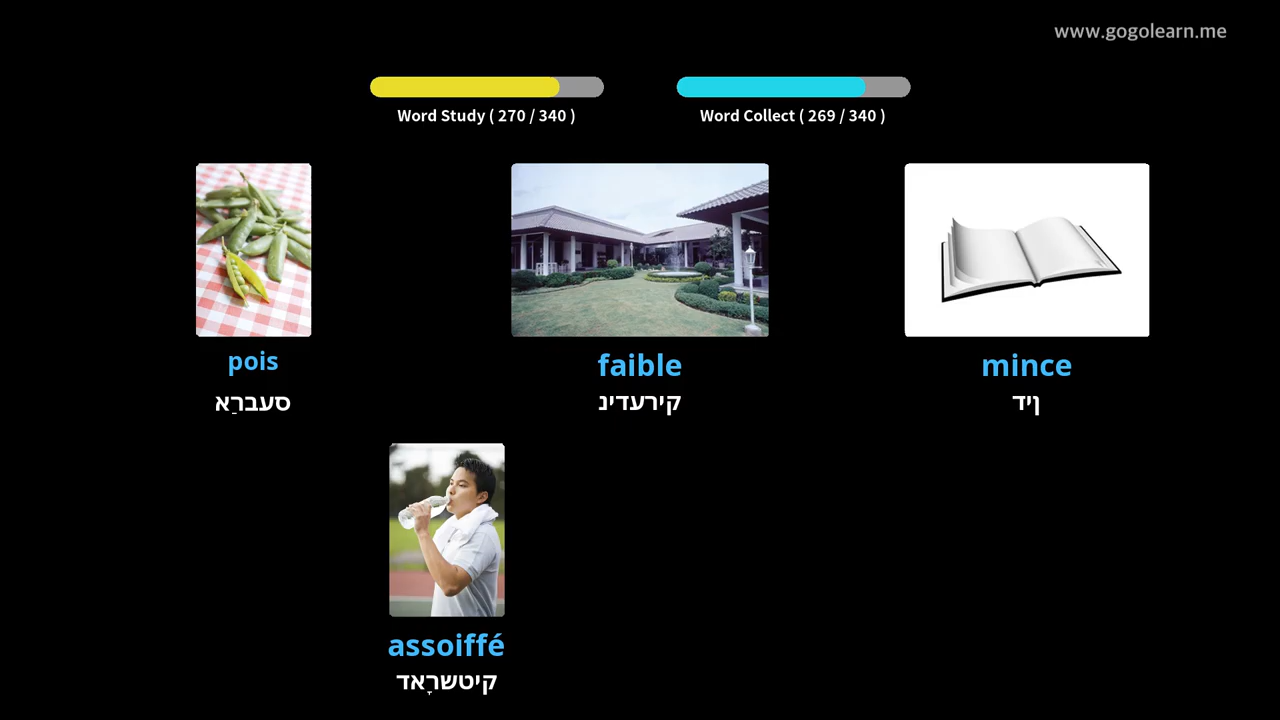 www.gogolearn.me
Word Study ( 270 / 340 )
Word Collect ( 269 / 340 )
pois
סעברַא
faible
קירעדינ
mince
ןיד
assoiffé
קיטשרָאד